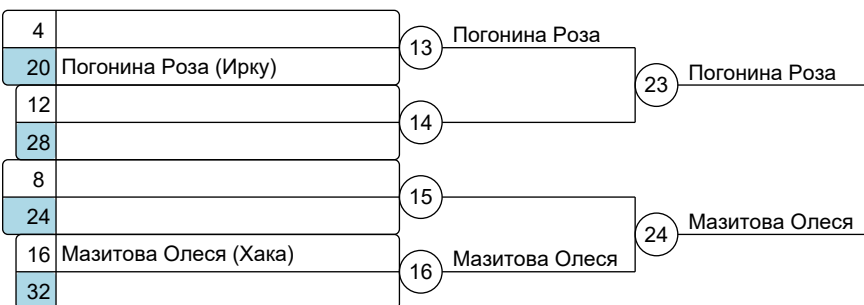 4
13 Погонина Роза
20 Погонина Роза (Ирку)
23 Погонина Роза
12
14
28
8
15
24
24 Мазитова Олеся
16 Мазитова Олеся (Хака)
16 Мазитова Олеся
32